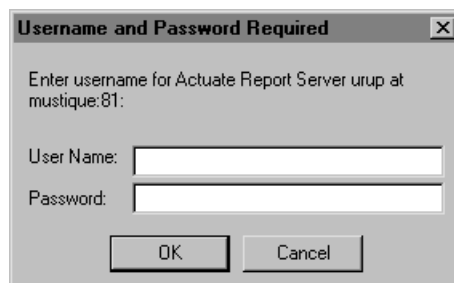 Username and Password Required
Enter username for Actuate Report Server urup at
mustique:81:
User Name:
Password:
OK
Cancel